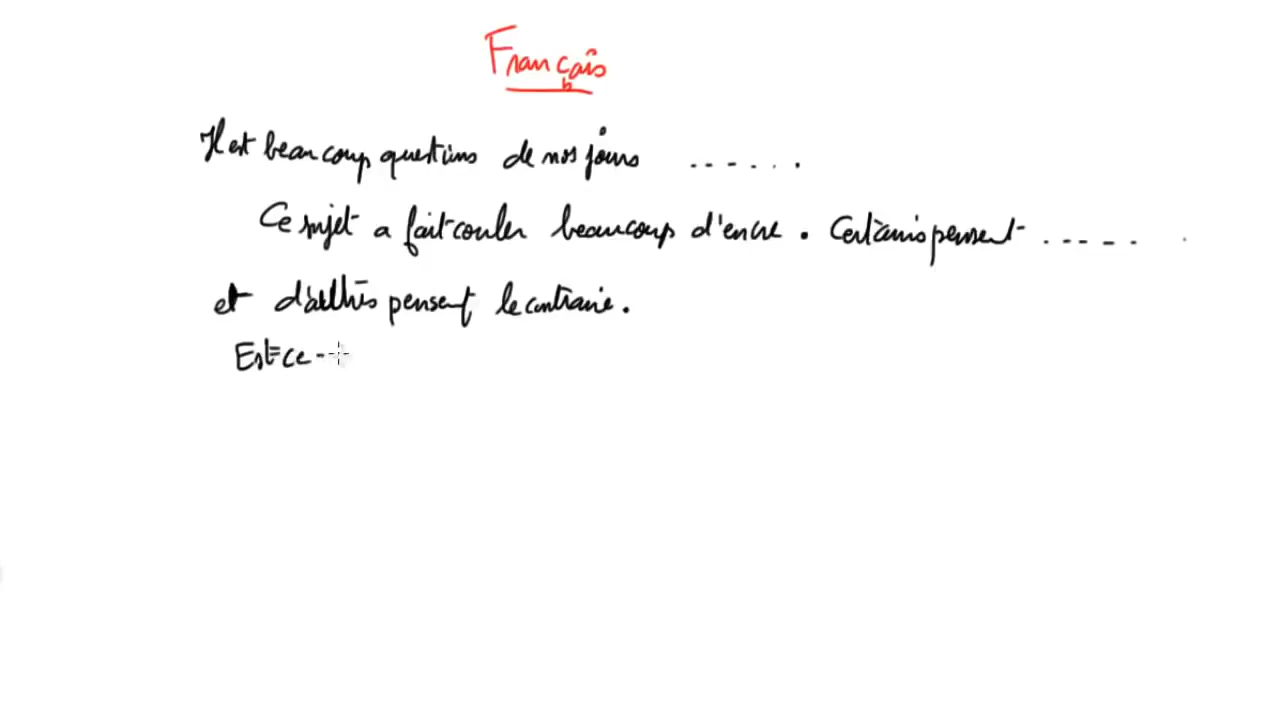 Français
Il est beaucoup questions de nos jours ......
Ce sujet a fait couler beaucoup d'encre . Certains pensent .....
et d'autres pensent le contraire.
Est-ce -